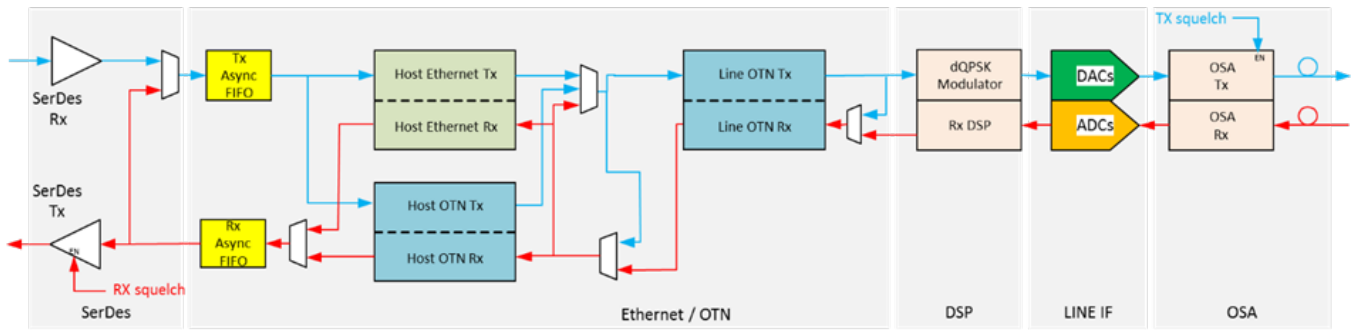 TX squelch
SerDes
Rx
Tx
Async
FIFO
Host Ethernet Tx
Host Ethernet Rx
Line OTN Tx
Line OTN Rx
dQPSK
Modulator
Rx DSP
DACs
ADCs
EN
OSA
Tx
OSA
Rx
SerDes
Tx
EN
RX squelch
Rx
Async
FIFO
Host OTN Tx
Host OTN Rx
SerDes
Ethernet / OTN
DSP
LINE IF
OSA